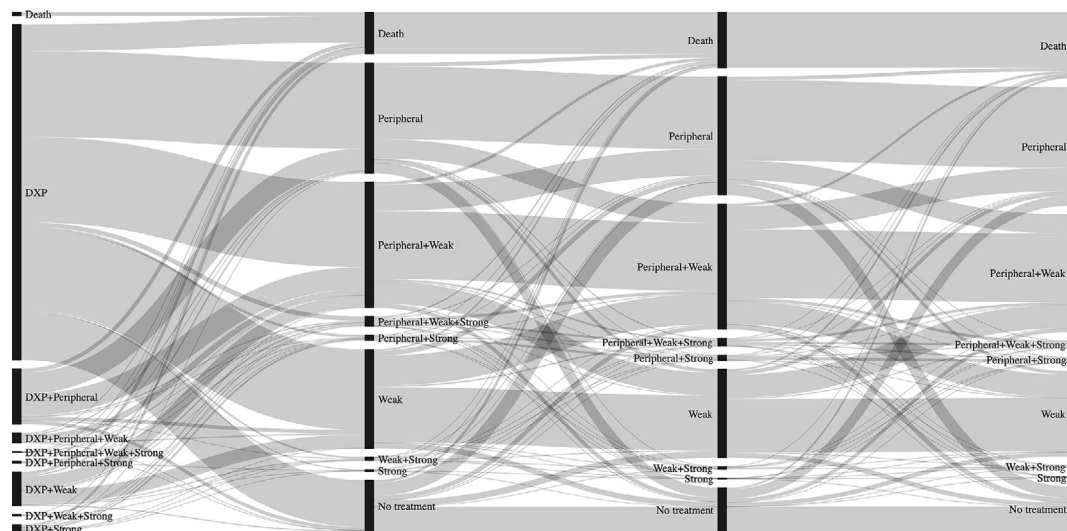 Death
DXP
DXP+Peripheral
DXP+Peripheral+Weak
DXP+Peripheral+Weak+Strong
DXP+Peripheral+Strong
DXP+Weak
DXP+Weak+Strong
DXP+Strong
Death
Peripheral
Peripheral+Weak
Peripheral+Weak+Strong
Peripheral+Strong
Weak
Weak+Strong
Strong
No treatment
Death
Peripheral
Peripheral+Weak
Peripheral+Weak+Strong
Peripheral+Strong
Weak
Weak+Strong
Strong
No treatment
Death
Peripheral
Peripheral+Weak
Peripheral+Weak+Strong
Peripheral+Strong
Weak
Weak+Strong
Strong
No treatment